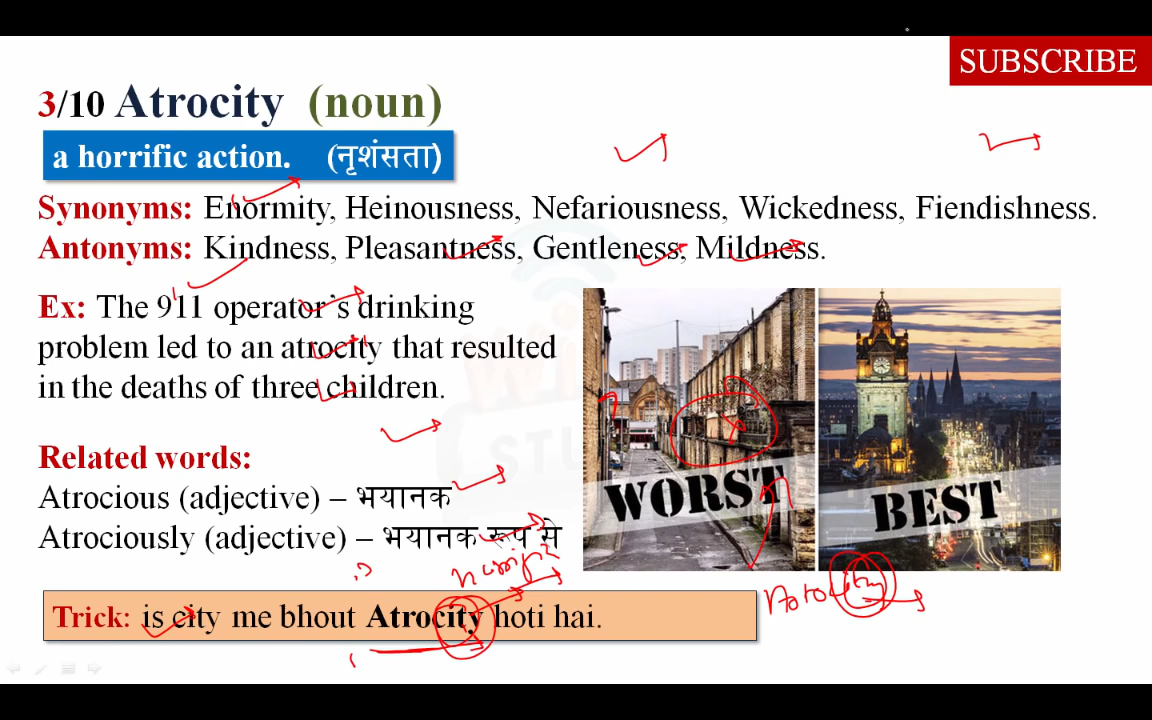 SUBSCRIBE
3/10 Atrocity (noun)
a horrific action. (नृशंसता)
Synonyms: Enormity, Heinousness, Nefariousness, Wickedness, Fiendishness.
Antonyms: Kindness, Pleasantness, Gentleness, Mildness.
Ex: The 911 operator's drinking
problem led to an atrocity that resulted
in the deaths of three children.
Related words:
Atrocious (adjective) – भयानक
Atrociously (adjective) – भयानक रूप से
Trick: is city me bhout Atrocity hoti hai.
WORST
BEST